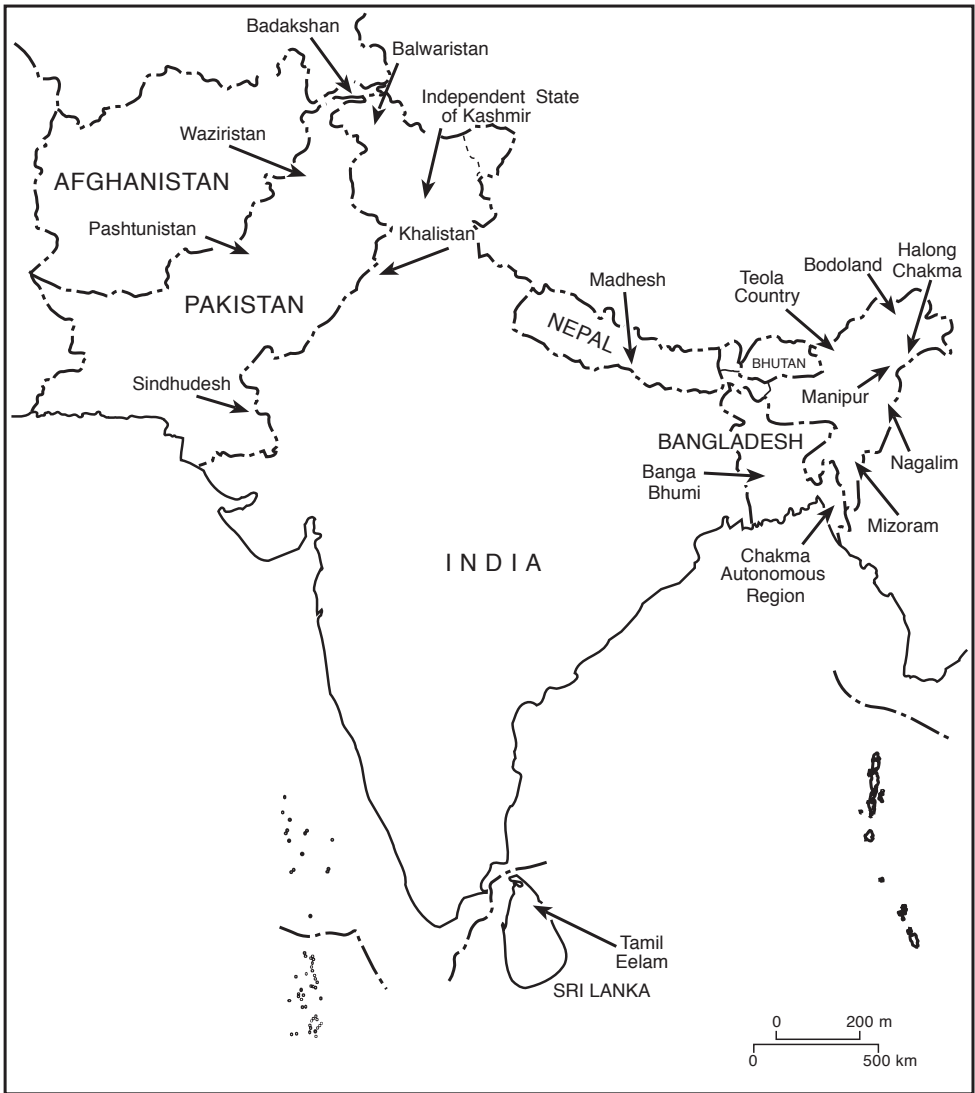 Badakshan
Balwaristan
Independent State
of Kashmir
Waziristan
AFGHANISTAN
Pashtunistan
Khalistan
PAKISTAN
Sindhudesh
Madhesh
NEPAL
Teola
Country
Bodoland
Halong
Chakma
BHUTAN
Manipur
BANGLADESH
Banga
Bhumi
Nagalim
Mizoram
Chakma
Autonomous
Region
INDIA
Tamil
Eelam
SRI LANKA
0 200 m
0 500 km